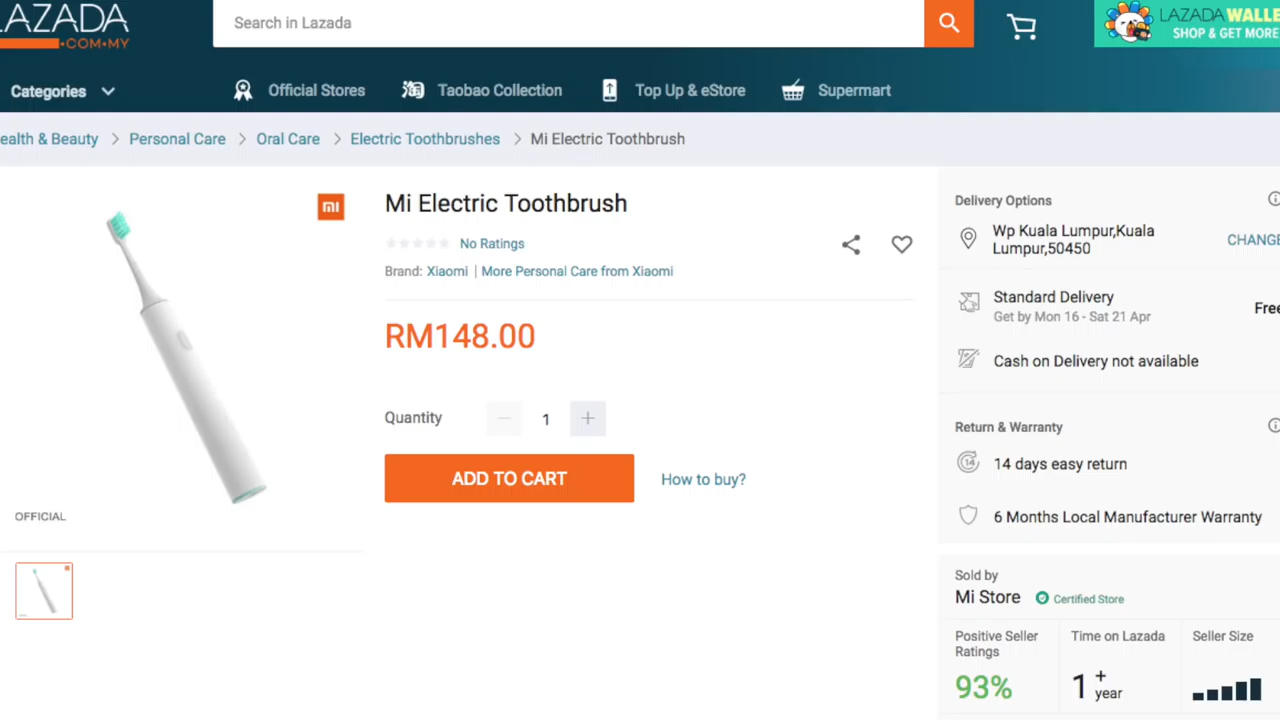 LAZADA
.COM.MY
Search in Lazada
LAZADA WALLE
SHOP & GET MORE
Categories
Official Stores
Taobao Collection
Top Up & eStore
Supermart
ealth & Beauty > Personal Care > Oral Care > Electric Toothbrushes > Mi Electric Toothbrush
mi
Mi Electric Toothbrush
No Ratings
Brand: Xiaomi | More Personal Care from Xiaomi
RM148.00
Quantity
− 1 +
ADD TO CART
How to buy?
OFFICIAL
Delivery Options
Wp Kuala Lumpur,Kuala
Lumpur,50450
CHANGE
Standard Delivery
Free
Get by Mon 16 - Sat 21 Apr
Cash on Delivery not available
Return & Warranty
14
14 days easy return
6 Months Local Manufacturer Warranty
Sold by
Mi Store
Certified Store
Positive Seller
Ratings
93%
Time on Lazada
1+ year
Seller Size